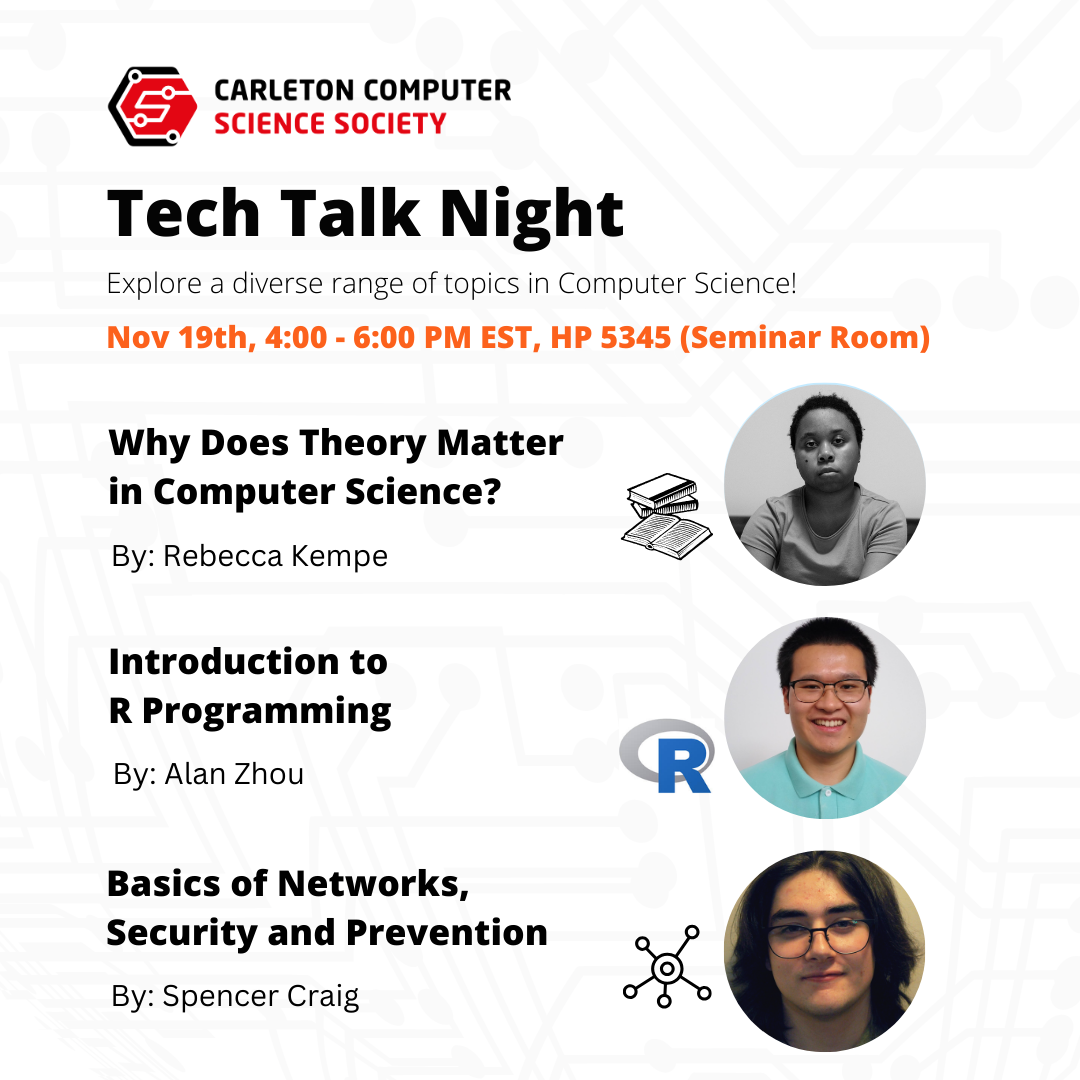 CARLETON COMPUTER
SCIENCE SOCIETY
Tech Talk Night
Explore a diverse range of topics in Computer Science!
Nov 19th, 4:00 - 6:00 PM EST, HP 5345 (Seminar Room)
Why Does Theory Matter
in Computer Science?
By: Rebecca Kempe
Introduction to
R Programming
By: Alan Zhou
R
Basics of Networks,
Security and Prevention
By: Spencer Craig